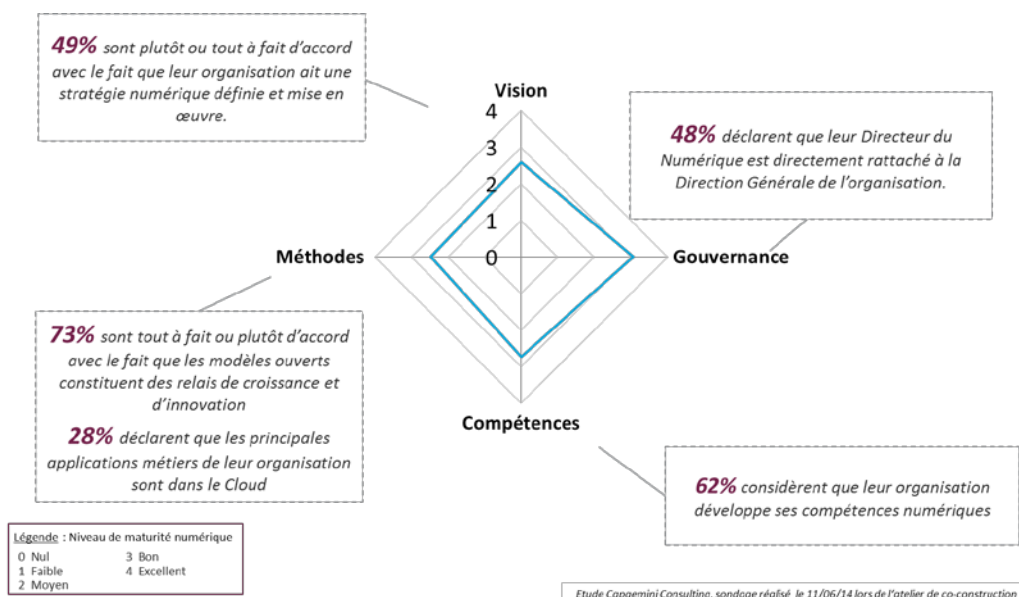 49% sont plutôt ou tout à fait d'accord
avec le fait que leur organisation ait une
stratégie numérique définie et mise en
œuvre.
Vision
4
3
2
1
0
48% déclarent que leur Directeur du
Numérique est directement rattaché à la
Direction Générale de l'organisation.
Méthodes
Gouvernance
73% sont tout à fait ou plutôt d'accord
avec le fait que les modèles ouverts
constituent des relais de croissance et
d'innovation
28% déclarent que les principales
applications métiers de leur organisation
sont dans le Cloud
Compétences
62% considèrent que leur organisation
développe ses compétences numériques
Légende : Niveau de maturité numérique
0 Nul 3 Bon
1 Faible 4 Excellent
2 Moyen
Etude Capgemini Consulting, sondage réalisé le 11/06/14 lors de l'atelier de co-construction